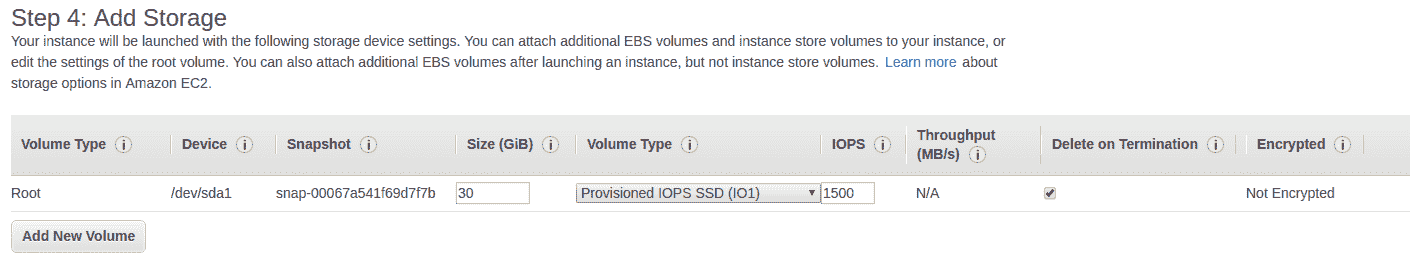 Step 4: Add Storage
Your instance will be launched with the following storage device settings. You can attach additional EBS volumes and instance store volumes to your instance, or
edit the settings of the root volume. You can also attach additional EBS volumes after launching an instance, but not instance store volumes. Learn more about
storage options in Amazon EC2.
Volume Type i Device i Snapshot i Size (GiB) i Volume Type i IOPS i Throughput (MB/s) i Delete on Termination i Encrypted i
Root /dev/sda1 snap-00067a541f69d7f7b 30 Provisioned IOPS SSD (IO1) 1500 N/A Not Encrypted
Add New Volume